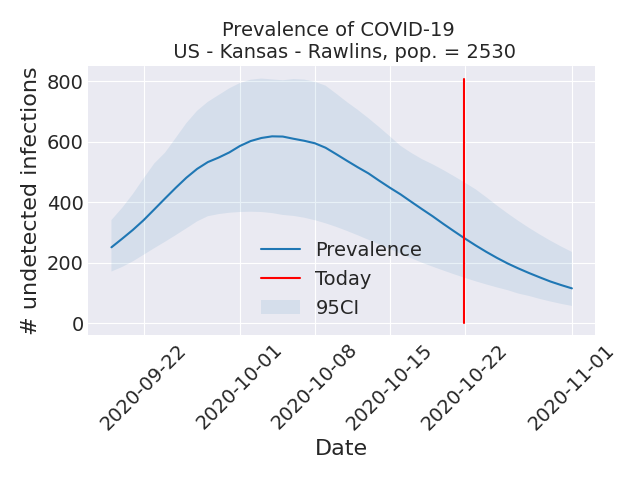 Prevalence of COVID-19
US - Kansas - Rawlins, pop. = 2530
# undetected infections
800
600
400
200
0
Prevalence
Today
95CI
2020-09-22
2020-10-01
2020-10-08
2020-10-15
2020-10-22
2020-11-01
Date